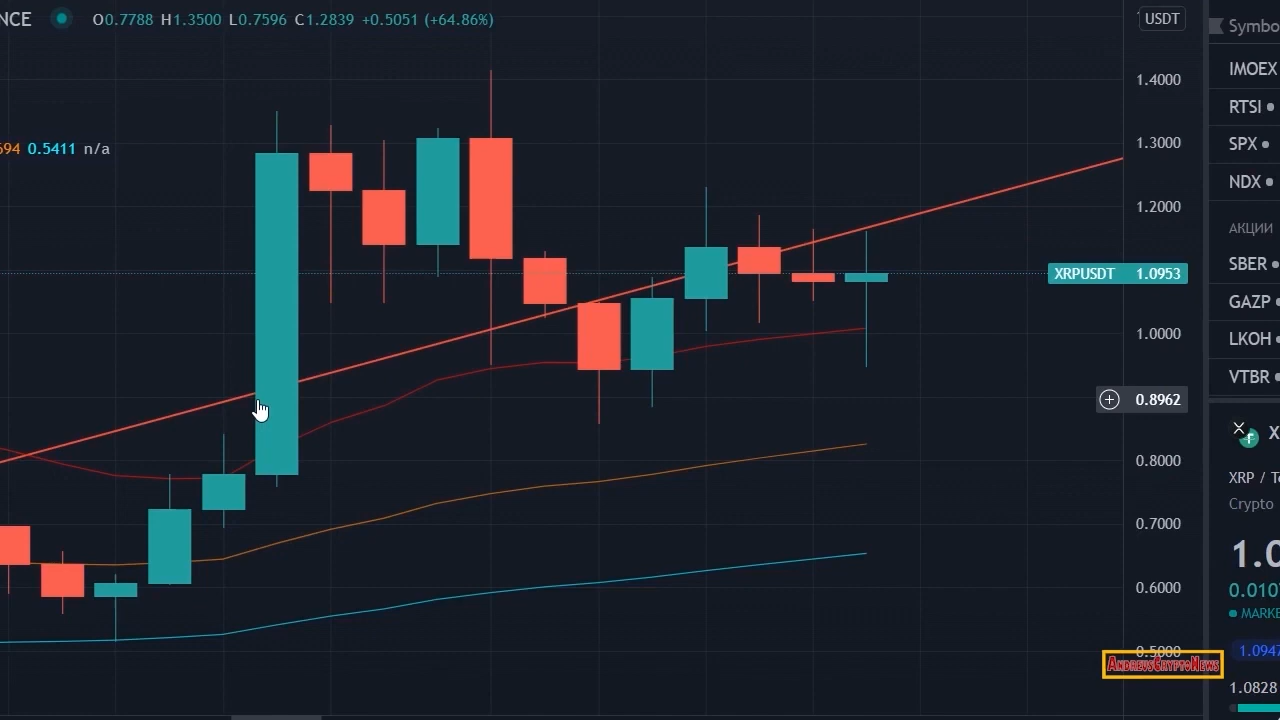 NCE O0.7788 H1.3500 L0.7596 C1.2839 +0.5051 (+64.86%)
694 0.5411 n/a
USDT
1.4000
1.3000
1.2000
XRPUSDT 1.0953
1.0000
0.8962
0.8000
0.7000
0.6000
0.5000
AndrewsCryptoNews
Symbo
IMOEX
RTSI
SPX
NDX
АКЦИИ
SBER
GAZP
LKOH
VTBR
X
XRP / Te
Crypto
1.0
0.010
MARKE
1.0947
1.0828